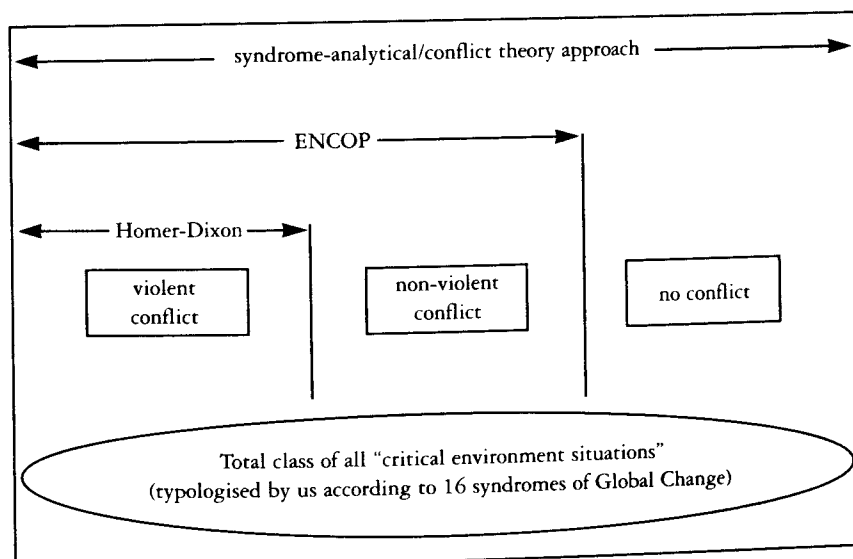 syndrome-analytical/conflict theory approach
ENCOP
Homer-Dixon
violent
conflict
non-violent
conflict
no conflict
Total class of all “critical environment situations”
(typologised by us according to 16 syndromes of Global Change)